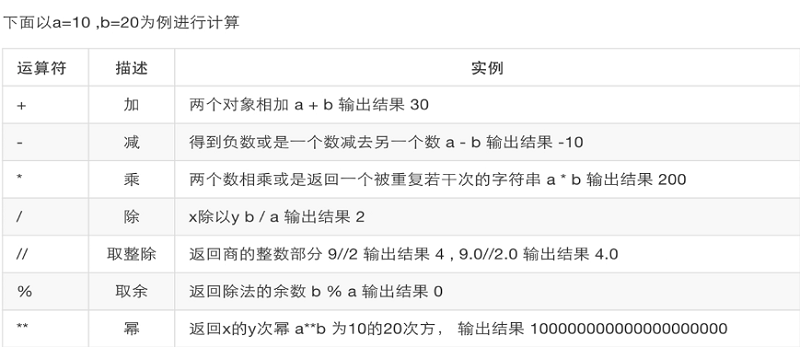 下面以a=10 ,b=20为例进行计算
运算符 描述 实例
+ 加 两个对象相加 a + b 输出结果 30
- 减 得到负数或是一个数减去另一个数 a - b 输出结果 -10
* 乘 两个数相乘或是返回一个被重复若干次的字符串 a * b 输出结果 200
/ 除 x除以y b / a 输出结果 2
// 取整除 返回商的整数部分 9//2 输出结果 4 , 9.0//2.0 输出结果 4.0
% 取余 返回除法的余数 b % a 输出结果 0
** 幂 返回x的y次幂 a**b 为10的20次方， 输出结果 100000000000000000000